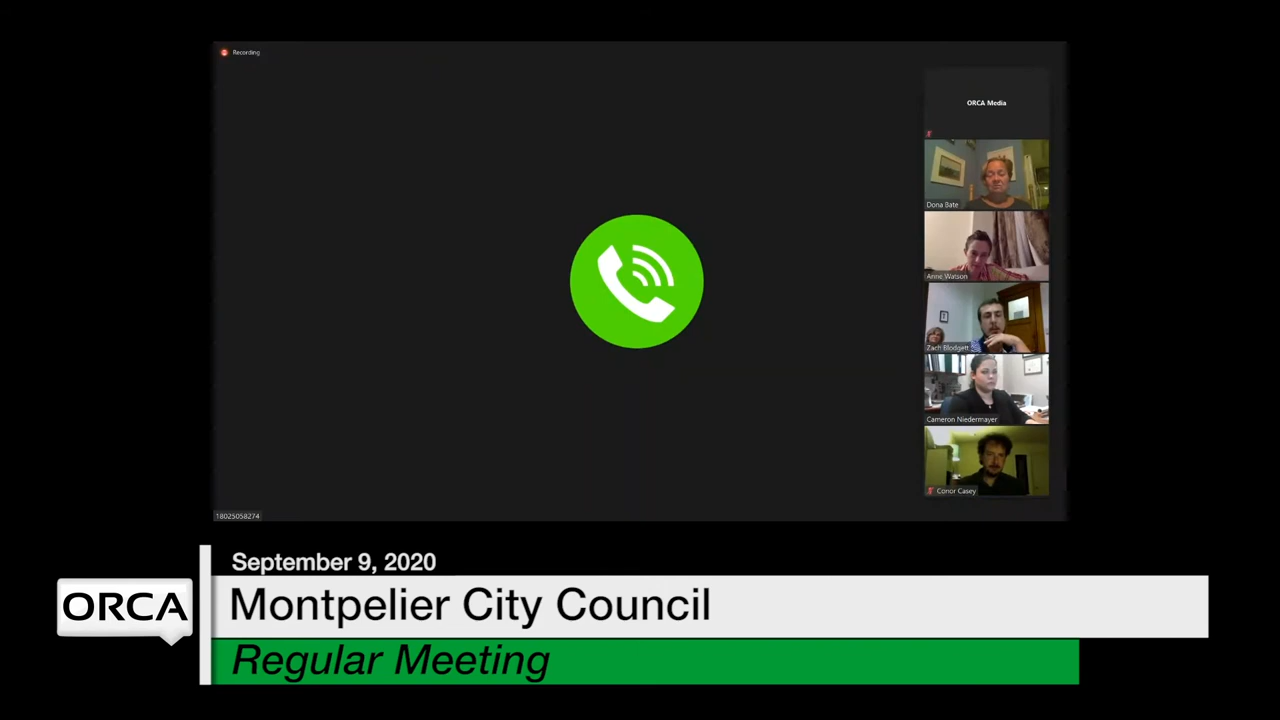 Recording
ORCA Media
Dona Bate
Anne Watson
Zach Blodgett
Cameron Niedermayer
Conor Casey
18025058274
September 9, 2020
ORCA
Montpelier City Council
Regular Meeting